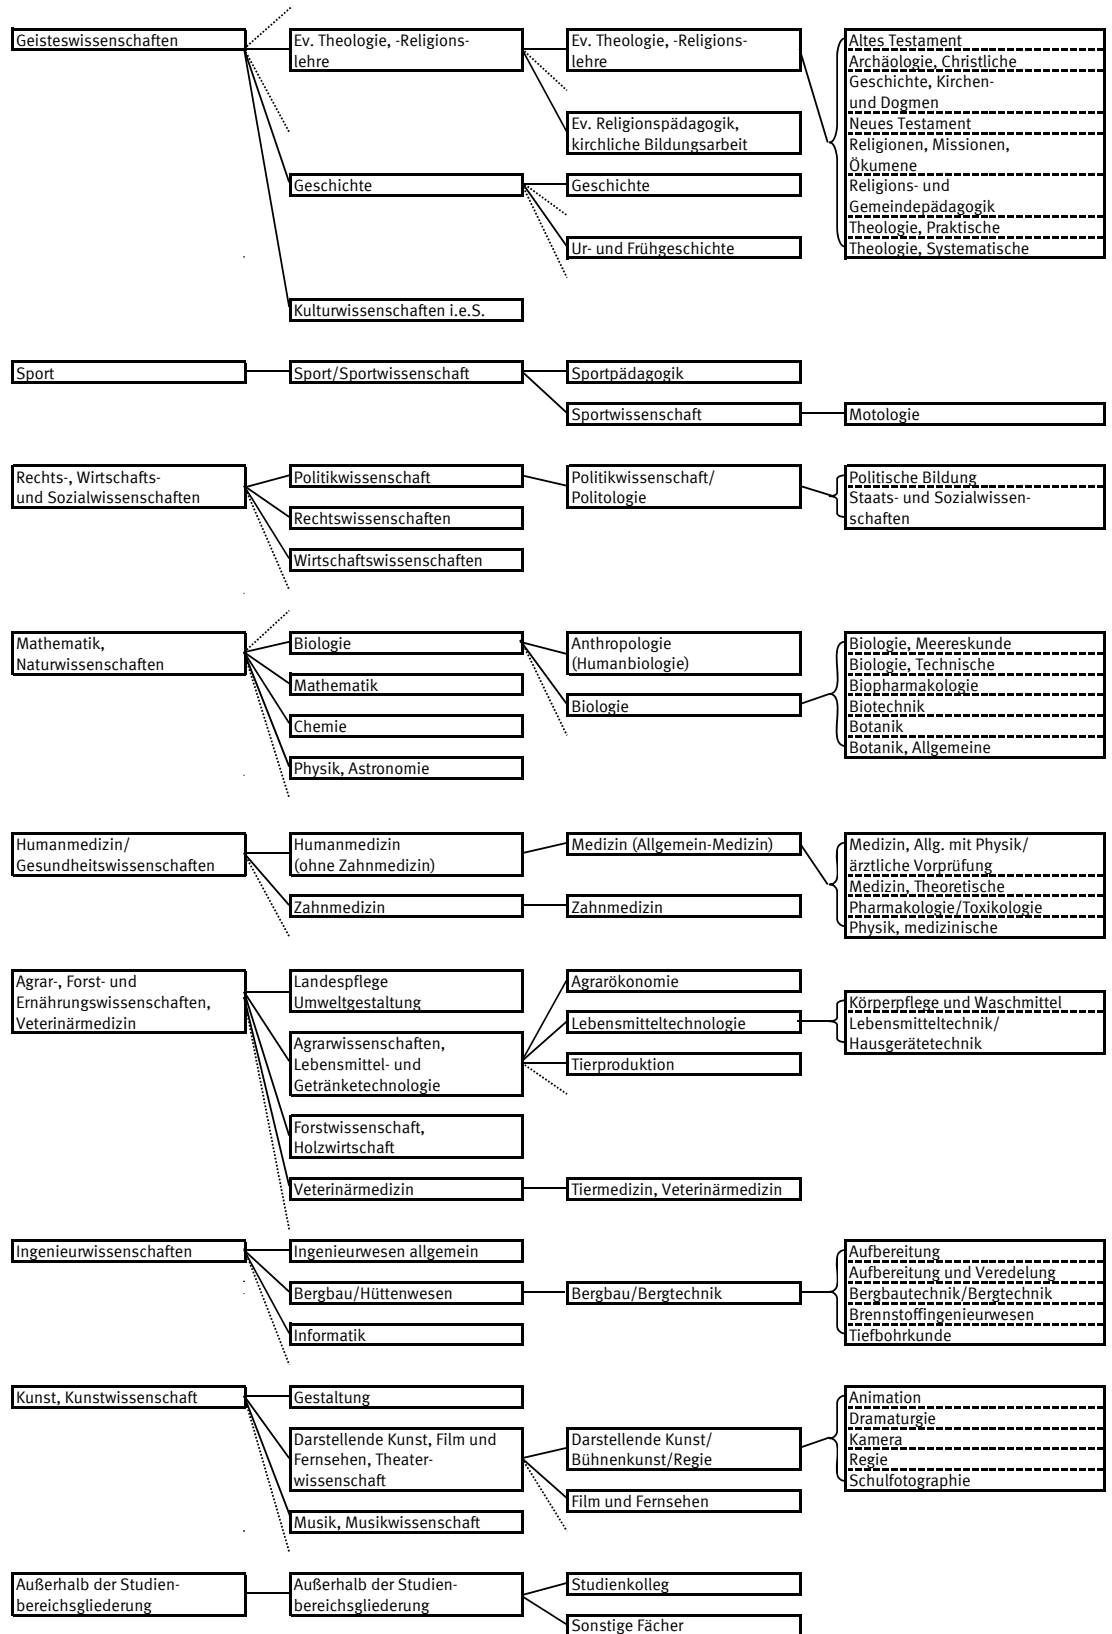 Geisteswissenschaften
Ev. Theologie, -Religions-
lehre
Ev. Theologie, -Religions-
lehre
Altes Testament
Archäologie, Christliche
Geschichte, Kirchen-
und Dogmen
Neues Testament
Religionen, Missionen,
Ökumene
Religions- und
Gemeindepädagogik
Theologie, Praktische
Theologie, Systematische
Ev. Religionspädagogik,
kirchliche Bildungsarbeit
Geschichte
Geschichte
Ur- und Frühgeschichte
Kulturwissenschaften i.e.S.
Sport
Sport/Sportwissenschaft
Sportpädagogik
Sportwissenschaft
Motologie
Rechts-, Wirtschafts-
und Sozialwissenschaften
Politikwissenschaft
Politikwissenschaft/
Politologie
Politische Bildung
Staats- und Sozialwissen-
schaften
Rechtswissenschaften
Wirtschaftswissenschaften
Mathematik,
Naturwissenschaften
Biologie
Anthropologie
(Humanbiologie)
Biologie
Biologie, Meereskunde
Biologie, Technische
Biopharmakologie
Biotechnik
Botanik
Botanik, Allgemeine
Mathematik
Chemie
Physik, Astronomie
Humanmedizin/
Gesundheitswissenschaften
Humanmedizin
(ohne Zahnmedizin)
Medizin (Allgemein-Medizin)
Medizin, Allg. mit Physik/
ärztliche Vorprüfung
Medizin, Theoretische
Pharmakologie/Toxikologie
Physik, medizinische
Zahnmedizin
Zahnmedizin
Agrar-, Forst- und
Ernährungswissenschaften,
Veterinärmedizin
Landespflege
Umweltgestaltung
Agrarwissenschaften,
Lebensmittel- und
Getränketechnologie
Agrarökonomie
Lebensmitteltechnologie
Körperpflege und Waschmittel
Lebensmitteltechnik/
Hausgerätetechnik
Tierproduktion
Forstwissenschaft,
Holzwirtschaft
Veterinärmedizin
Tiermedizin, Veterinärmedizin
Ingenieurwissenschaften
Ingenieurwesen allgemein
Bergbau/Hüttenwesen
Bergbau/Bergtechnik
Aufbereitung
Aufbereitung und Veredelung
Bergbautechnik/Bergtechnik
Brennstoffingenieurwesen
Tiefbohrkunde
Informatik
Kunst, Kunstwissenschaft
Gestaltung
Darstellende Kunst, Film und
Fernsehen, Theater-
wissenschaft
Darstellende Kunst/
Bühnenkunst/Regie
Animation
Dramaturgie
Kamera
Regie
Schulfotographie
Film und Fernsehen
Musik, Musikwissenschaft
Außerhalb der Studien-
bereichsgliederung
Außerhalb der Studien-
bereichsgliederung
Studienkolleg
Sonstige Fächer